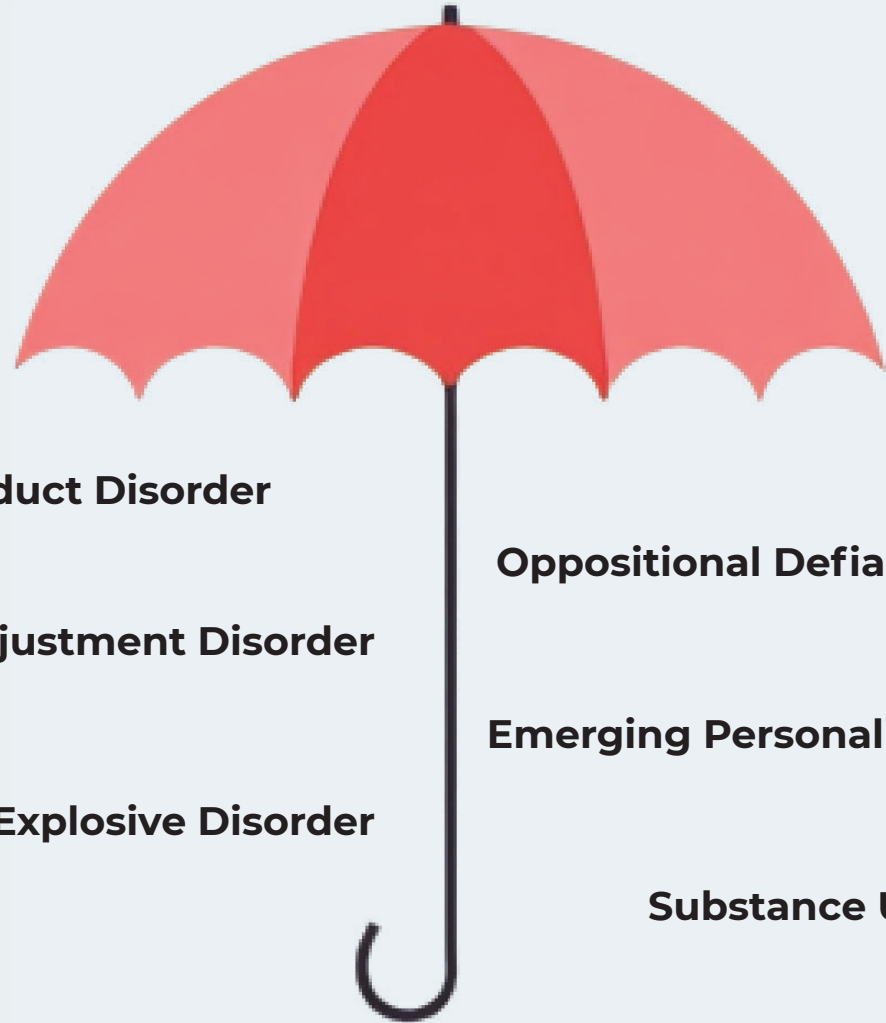 duct Disorder
Oppositional Defia
justment Disorder
Emerging Personal
Explosive Disorder
Substance U